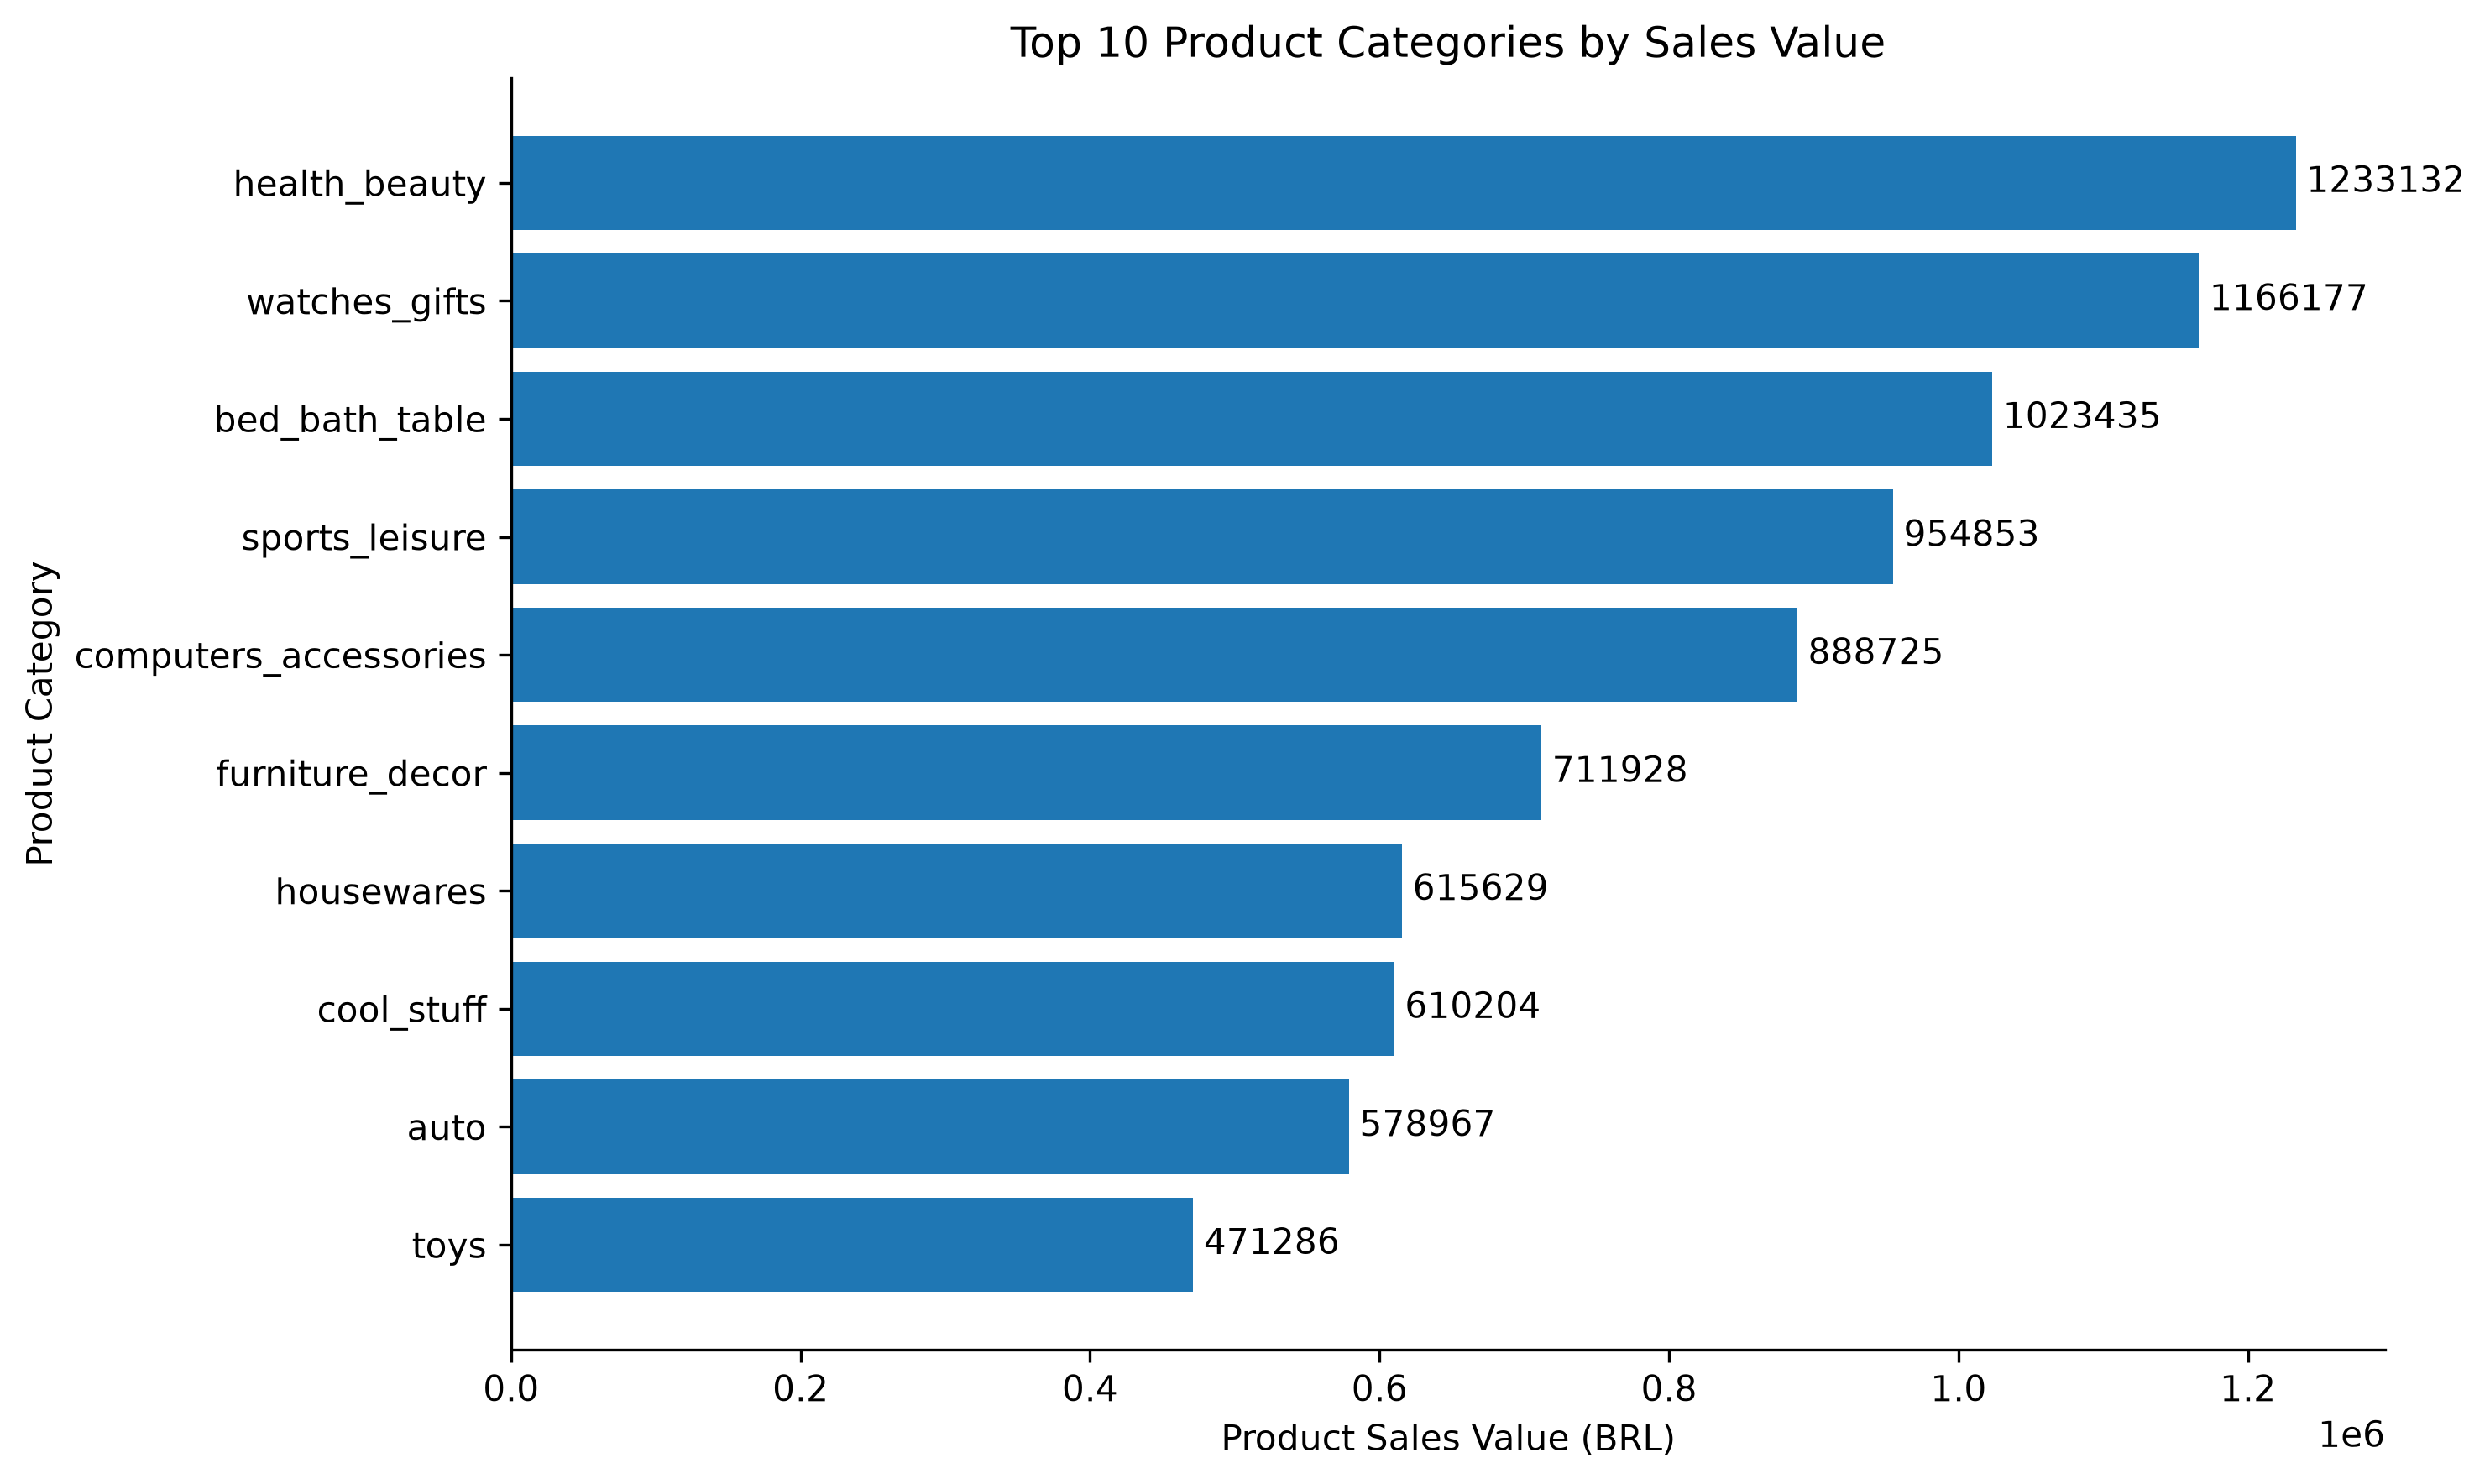 Top 10 Product Categories by Sales Value
Product Category
health_beauty 1233132
watches_gifts 1166177
bed_bath_table 1023435
sports_leisure 954853
computers_accessories 888725
furniture_decor 711928
housewares 615629
cool_stuff 610204
auto 578967
toys 471286
0.0 0.2 0.4 0.6 0.8 1.0 1.2
1e6
Product Sales Value (BRL)